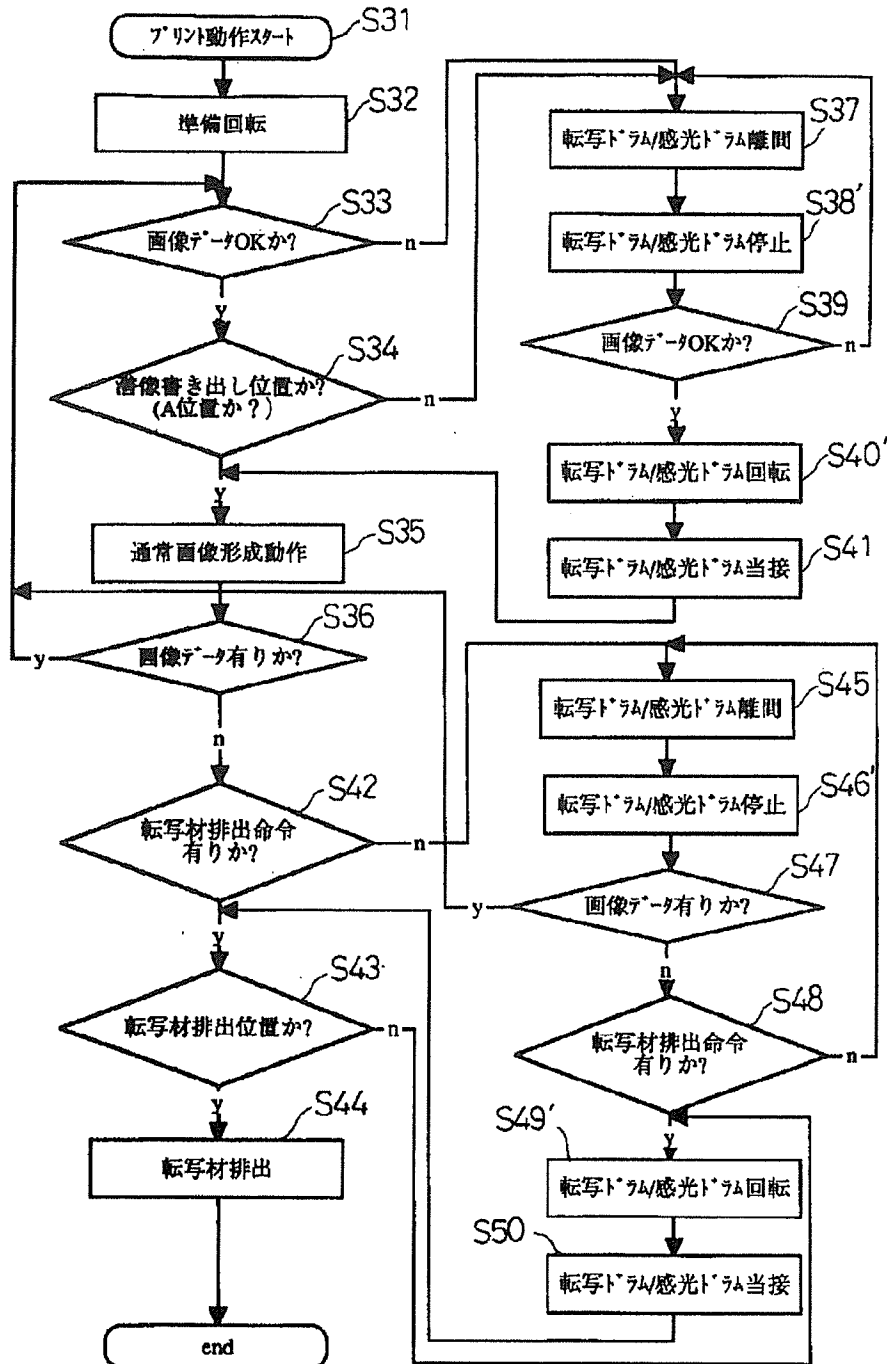 プリント動作スタート
S31
準備回転
S32
画像データOKか?
S33
n
y
潜像書き出し位置か?
(A位置か?)
S34
n
y
通常画像形成動作
S35
画像データ有りか?
S36
y
n
転写材排出命令
有りか?
S42
n
y
転写材排出位置か?
S43
n
y
転写材排出
S44
end
転写ドラム/感光ドラム離間
S37
転写ドラム/感光ドラム停止
S38'
画像データOKか?
S39
n
y
転写ドラム/感光ドラム回転
S40'
転写ドラム/感光ドラム当接
S41
転写ドラム/感光ドラム離間
S45
転写ドラム/感光ドラム停止
S46'
画像データ有りか?
S47
y
n
転写材排出命令
有りか?
S48
n
y
転写ドラム/感光ドラム回転
S49'
転写ドラム/感光ドラム当接
S50